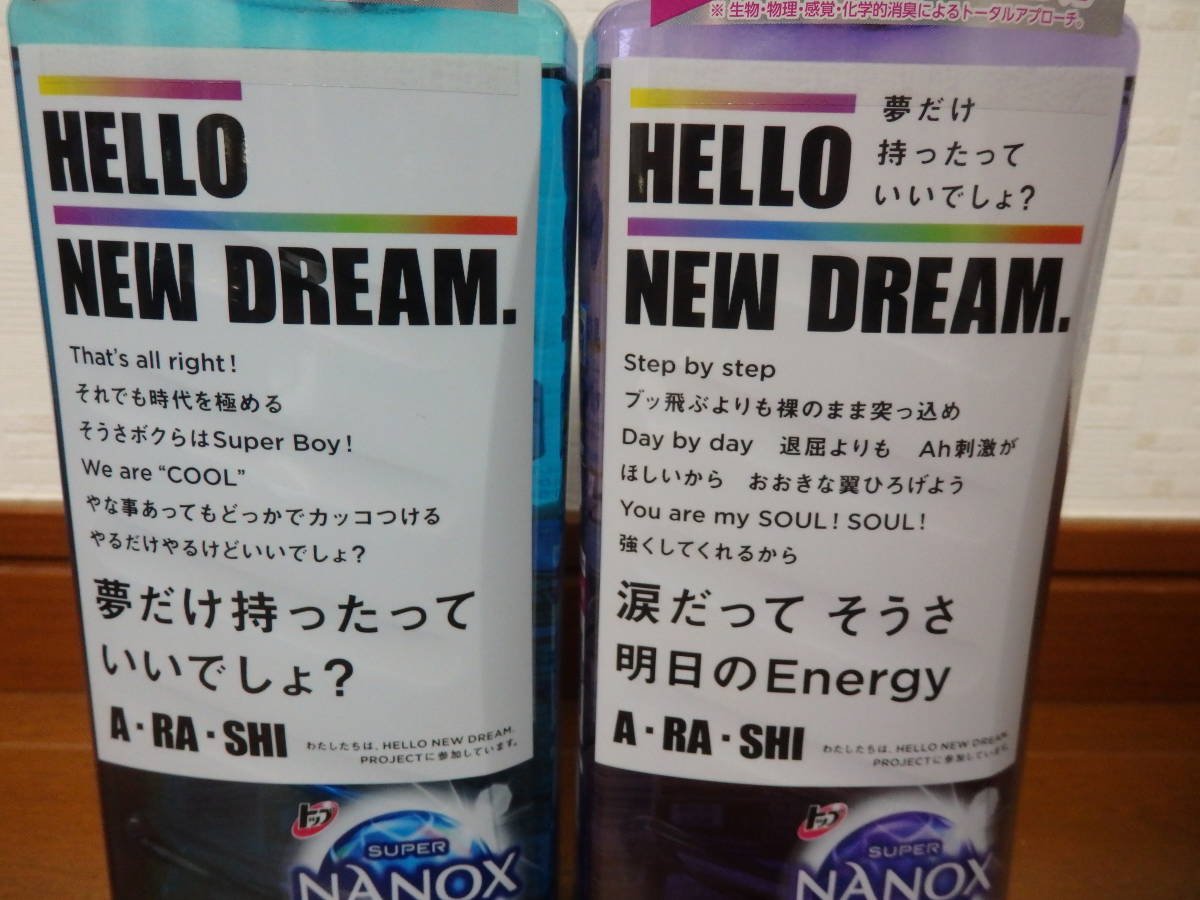 HELLO
NEW DREAM.
That's all right!
それでも時代を極める
そうさボクらはSuper Boy!
We are “COOL”
やな事あってもどっかでカッコつける
やるだけやるけどいいでしょ?
夢だけ持ったって
いいでしょ?
A・RA・SHI
わたしたちは、HELLO NEW DREAM.
PROJECTに参加しています。
トップ
SUPER
NANOX
※ 生物・物理・感覚・化学的消臭によるトータルアプローチ。
HELLO
夢だけ
持ったって
いいでしょ?
NEW DREAM.
Step by step
ブッ飛ぶよりも裸のまま突っ込め
Day by day 退屈よりも Ah刺激が
ほしいから おおきな翼ひろげよう
You are my SOUL! SOUL!
強くしてくれるから
涙だって そうさ
明日のEnergy
A・RA・SHI
わたしたちは、HELLO NEW DREAM.
PROJECTに参加しています。
トップ
SUPER
NANOX